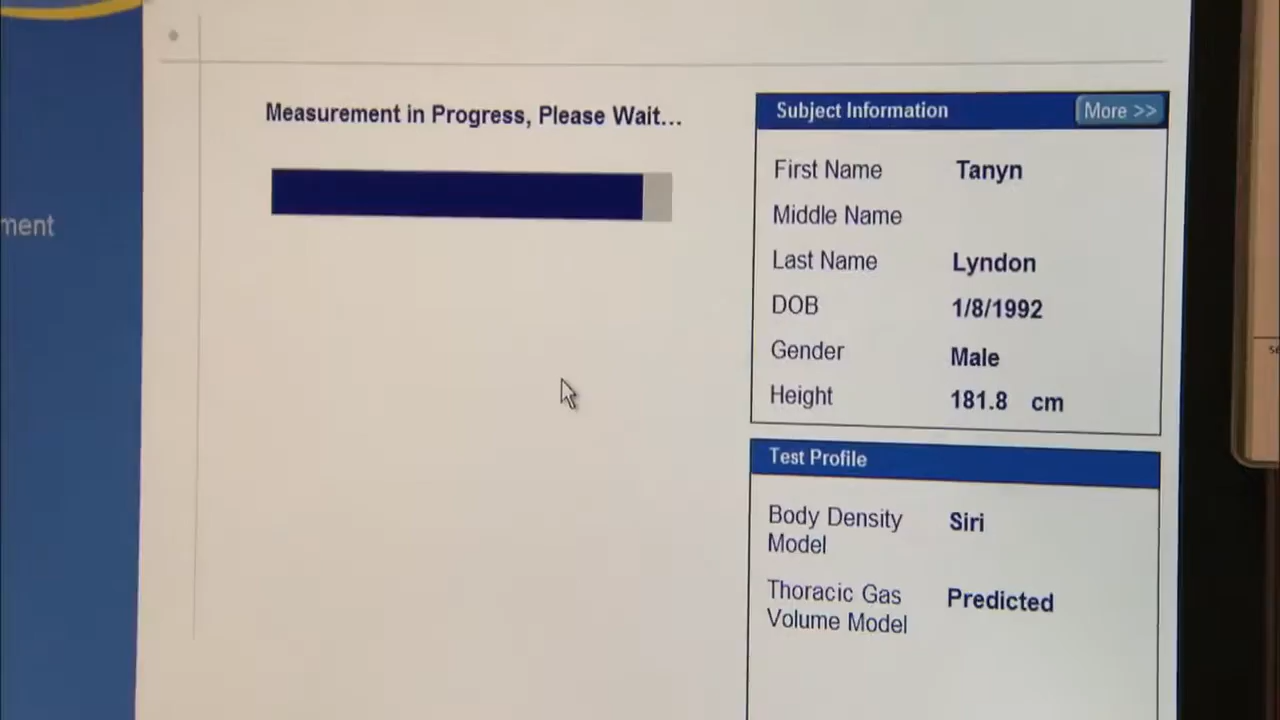 Measurement in Progress, Please Wait...
ment
Subject Information
More >>
First Name Tanyn
Middle Name
Last Name Lyndon
DOB 1/8/1992
Gender Male
Height 181.8 cm
Test Profile
Body Density
Model
Siri
Thoracic Gas
Volume Model
Predicted